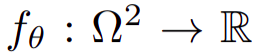 f_θ : Ω² → ℝ